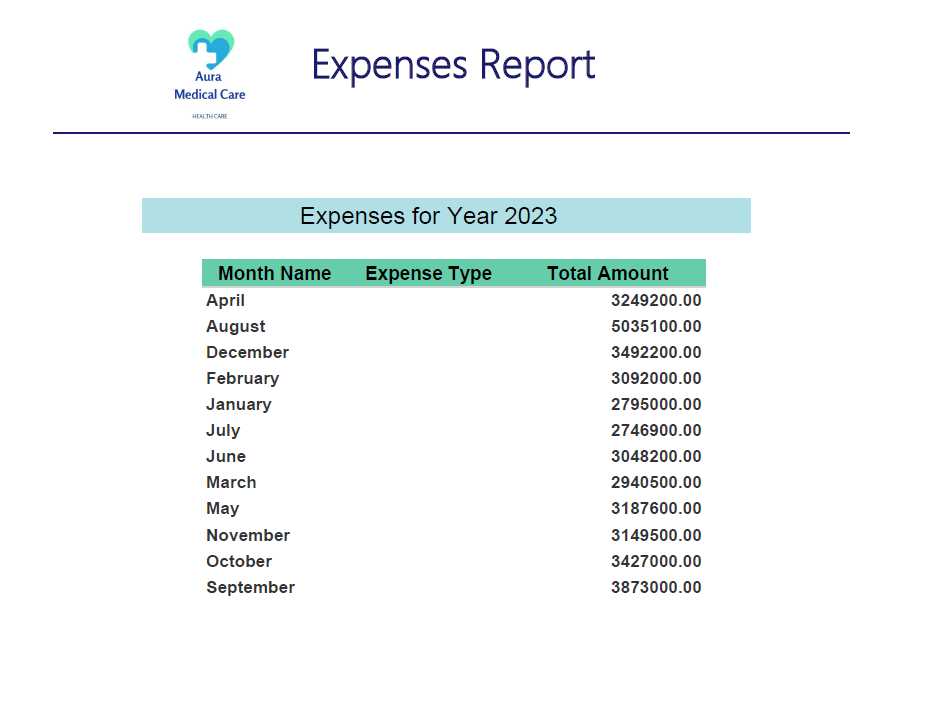 Aura
Medical Care
HEALTH CARE
Expenses Report
Expenses for Year 2023
Month Name Expense Type Total Amount
April 3249200.00
August 5035100.00
December 3492200.00
February 3092000.00
January 2795000.00
July 2746900.00
June 3048200.00
March 2940500.00
May 3187600.00
November 3149500.00
October 3427000.00
September 3873000.00